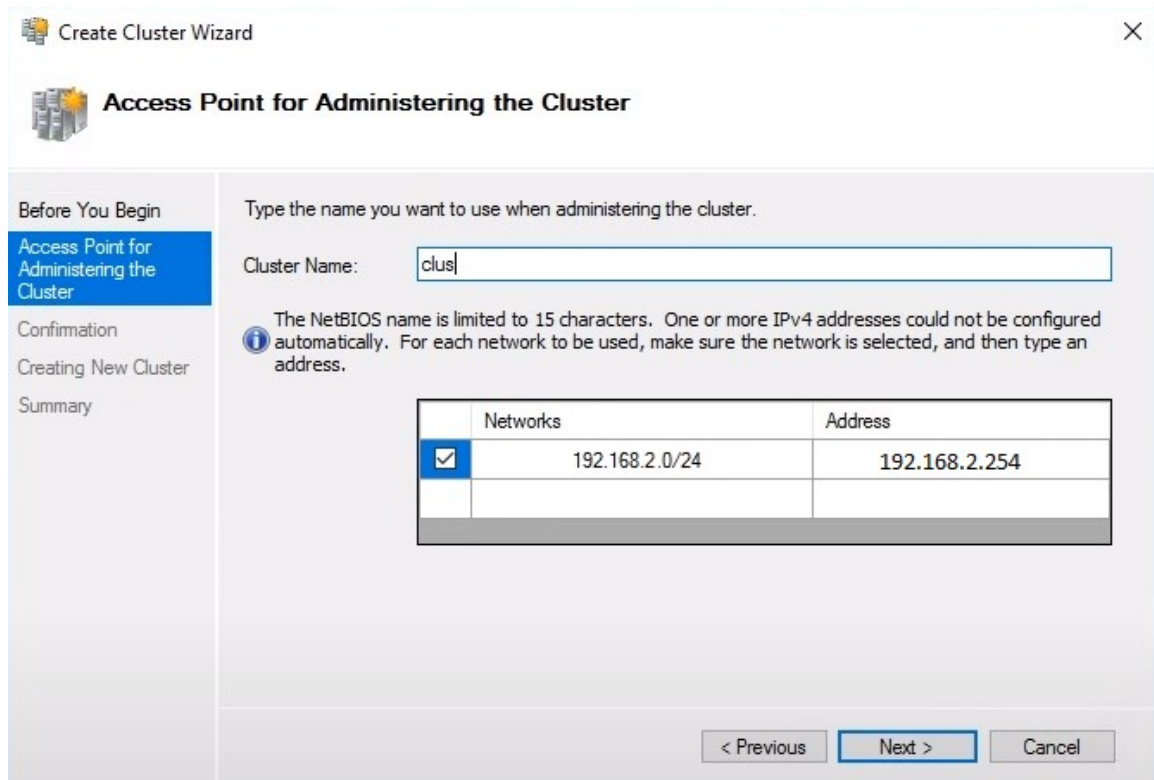 Create Cluster Wizard
Access Point for Administering the Cluster
Before You Begin
Access Point for
Administering the
Cluster
Confirmation
Creating New Cluster
Summary
Type the name you want to use when administering the cluster.
Cluster Name: clus
The NetBIOS name is limited to 15 characters. One or more IPv4 addresses could not be configured
automatically. For each network to be used, make sure the network is selected, and then type an
address.
Networks Address
192.168.2.0/24 192.168.2.254
< Previous Next > Cancel